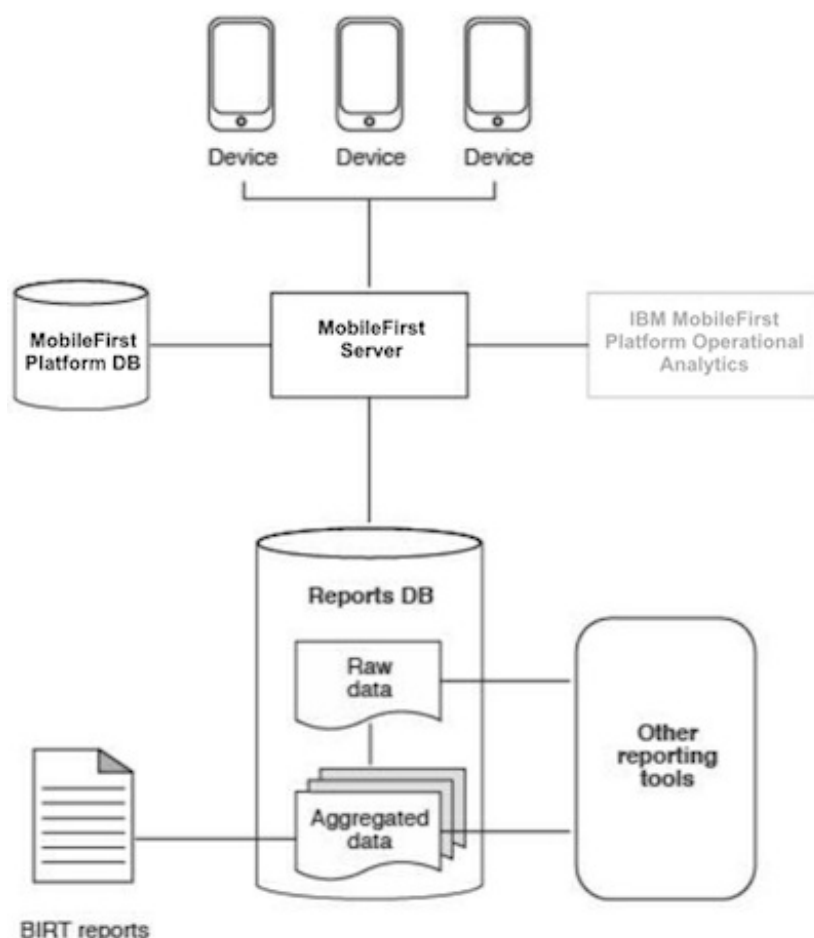 Device
Device
Device
MobileFirst
Platform DB
MobileFirst
Server
IBM MobileFirst
Platform Operational
Analytics
Reports DB
Raw
data
Other
reporting
tools
Aggregated
data
BIRT reports